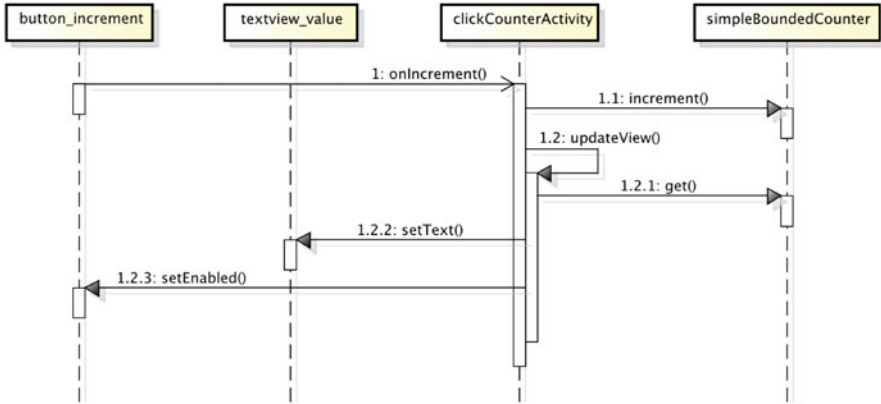 button_increment
textview_value
clickCounterActivity
simpleBoundedCounter
1: onIncrement()
1.1: increment()
1.2: updateView()
1.2.1: get()
1.2.2: setText()
1.2.3: setEnabled()